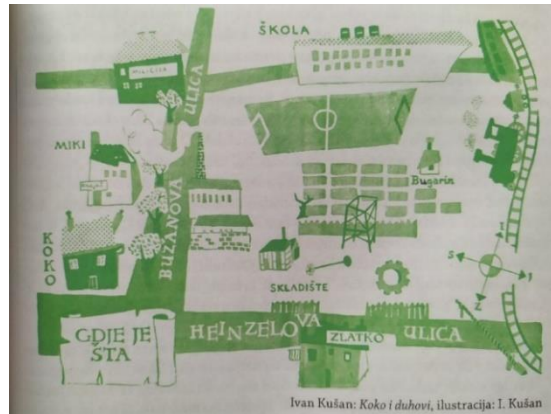 ŠKOLA
MILICIJA
ULICA
MIKI
Bugarin
BUŽANOVA
KOKO
S
J
Z
SKLADIŠTE
HEINZELOVA ULICA
ZLATKO
GDJE JE
ŠTA
Ivan Kušan: Koko i duhovi, ilustracija: I. Kušan